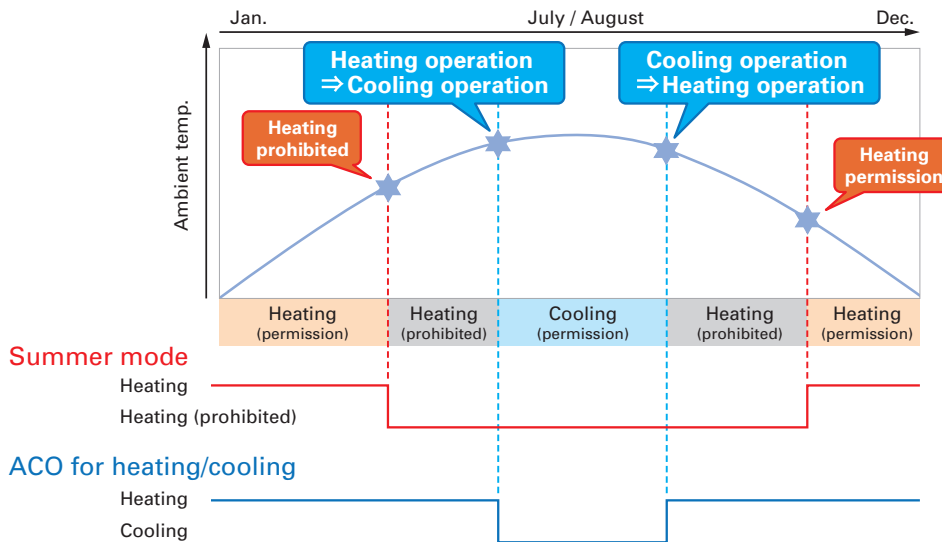 Jan.
July / August
Dec.
Heating operation
⇒Cooling operation
Cooling operation
⇒Heating operation
Heating
prohibited
Heating
permission
Ambient temp.
Heating
(permission)
Heating
(prohibited)
Cooling
(permission)
Heating
(prohibited)
Heating
(permission)
Summer mode
Heating
Heating (prohibited)
ACO for heating/cooling
Heating
Cooling